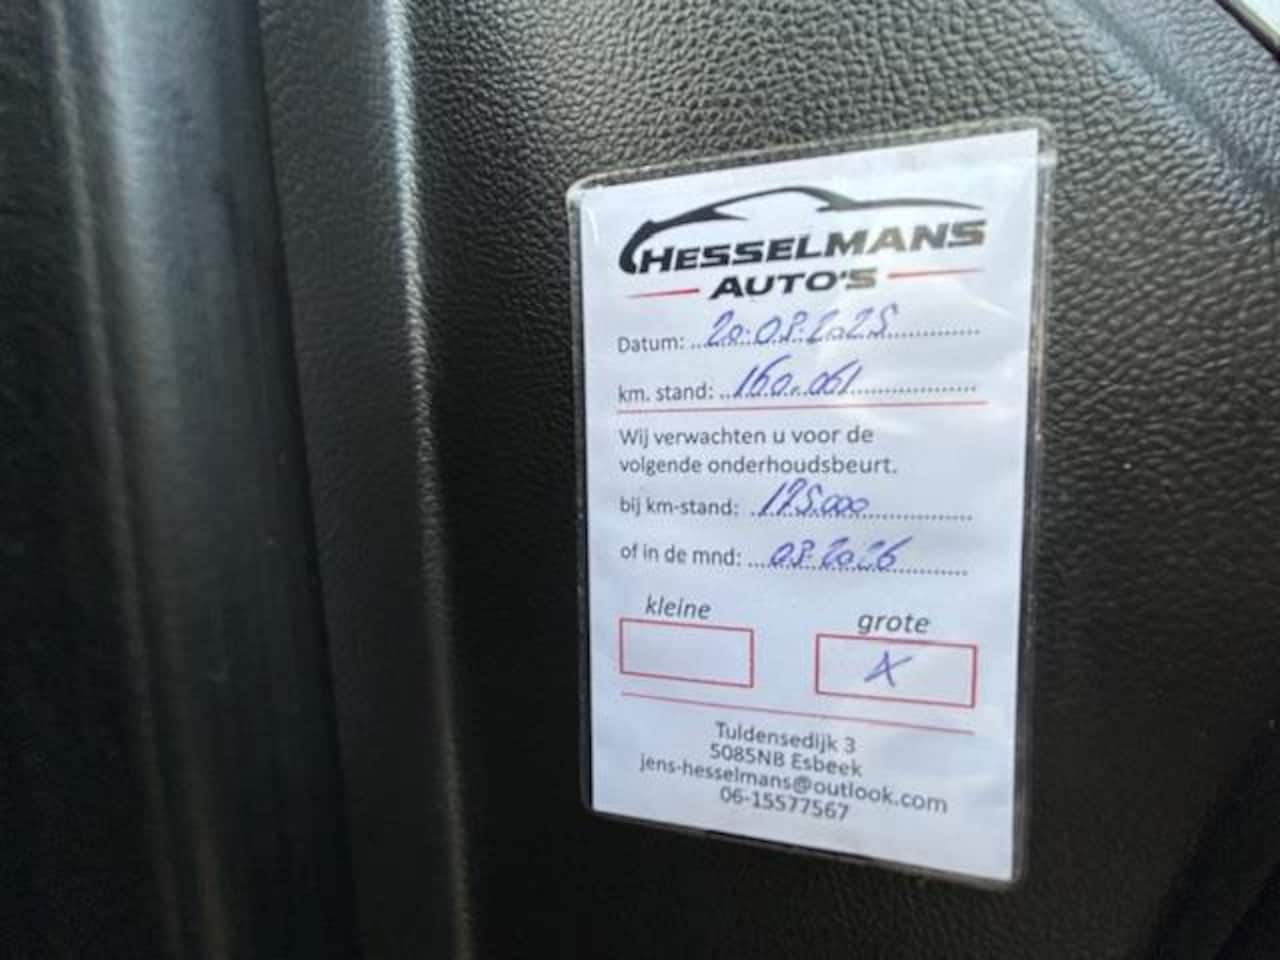 HESSELMANS
AUTO'S
Datum: 20-08-2025
km. stand: 160.061
Wij verwachten u voor de
volgende onderhoudsbeurt.
bij km-stand: 175.000
of in de mnd: 08-2026
kleine grote
X
Tuldensedijk 3
5085NB Esbeek
jens-hesselmans@outlook.com
06-15577567